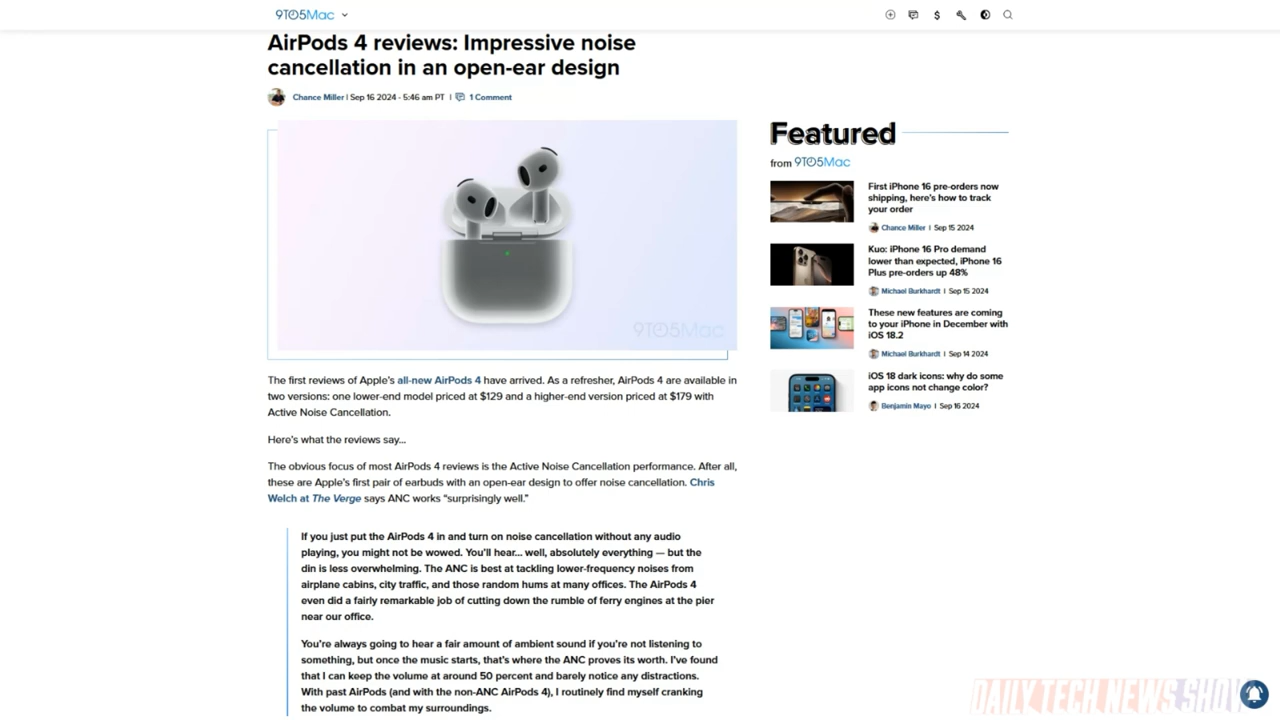 9TO5Mac
AirPods 4 reviews: Impressive noise
cancellation in an open-ear design
Chance Miller | Sep 16 2024 - 5:46 am PT | 1 Comment
9TO5Mac
The first reviews of Apple's all-new AirPods 4 have arrived. As a refresher, AirPods 4 are available in
two versions: one lower-end model priced at $129 and a higher-end version priced at $179 with
Active Noise Cancellation.
Here's what the reviews say...
The obvious focus of most AirPods 4 reviews is the Active Noise Cancellation performance. After all,
these are Apple's first pair of earbuds with an open-ear design to offer noise cancellation. Chris
Welch at The Verge says ANC works “surprisingly well.”
If you just put the AirPods 4 in and turn on noise cancellation without any audio
playing, you might not be wowed. You'll hear... well, absolutely everything — but the
din is less overwhelming. The ANC is best at tackling lower-frequency noises from
airplane cabins, city traffic, and those random hums at many offices. The AirPods 4
even did a fairly remarkable job of cutting down the rumble of ferry engines at the pier
near our office.
You're always going to hear a fair amount of ambient sound if you're not listening to
something, but once the music starts, that's where the ANC proves its worth. I've found
that I can keep the volume at around 50 percent and barely notice any distractions.
With past AirPods (and with the non-ANC AirPods 4), I routinely find myself cranking
the volume to combat my surroundings.
Featured
from 9TO5Mac
First iPhone 16 pre-orders now
shipping, here's how to track
your order
Chance Miller | Sep 15 2024
Kuo: iPhone 16 Pro demand
lower than expected, iPhone 16
Plus pre-orders up 48%
Michael Burkhardt | Sep 15 2024
These new features are coming
to your iPhone in December with
iOS 18.2
Michael Burkhardt | Sep 14 2024
iOS 18 dark icons: why do some
app icons not change color?
Benjamin Mayo | Sep 16 2024
DAILY TECH NEWS SHOW